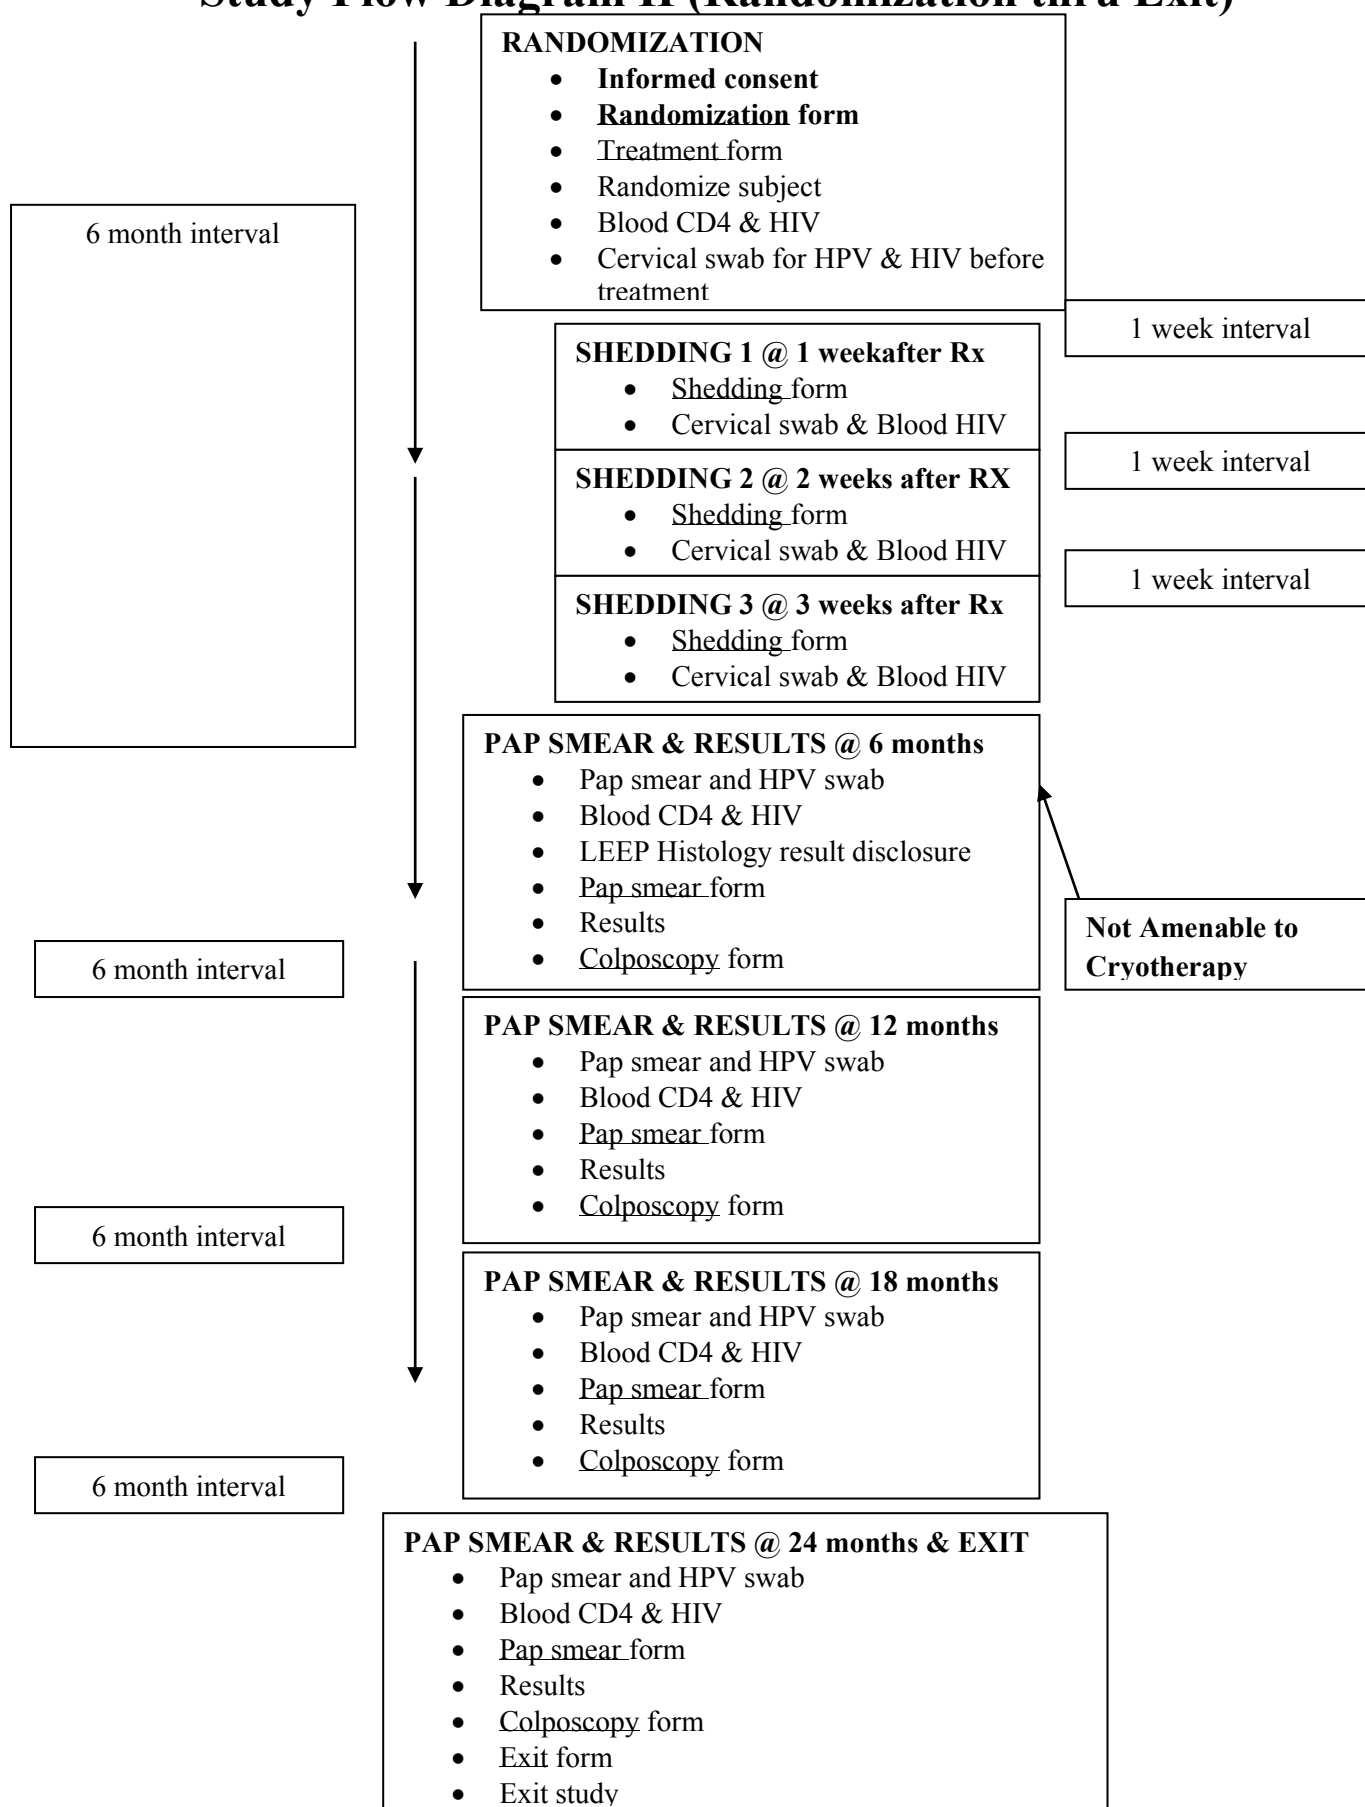 Study Flow Diagram II (Randomization thru Exit)
RANDOMIZATION
• Informed consent
• Randomization form
• Treatment form
• Randomize subject
• Blood CD4 & HIV
• Cervical swab for HPV & HIV before
treatment
6 month interval
1 week interval
SHEDDING 1 @ 1 weekafter Rx
• Shedding form
• Cervical swab & Blood HIV
1 week interval
SHEDDING 2 @ 2 weeks after RX
• Shedding form
• Cervical swab & Blood HIV
1 week interval
SHEDDING 3 @ 3 weeks after Rx
• Shedding form
• Cervical swab & Blood HIV
PAP SMEAR & RESULTS @ 6 months
• Pap smear and HPV swab
• Blood CD4 & HIV
• LEEP Histology result disclosure
• Pap smear form
• Results
• Colposcopy form
Not Amenable to
Cryotherapy
6 month interval
PAP SMEAR & RESULTS @ 12 months
• Pap smear and HPV swab
• Blood CD4 & HIV
• Pap smear form
• Results
• Colposcopy form
6 month interval
PAP SMEAR & RESULTS @ 18 months
• Pap smear and HPV swab
• Blood CD4 & HIV
• Pap smear form
• Results
• Colposcopy form
6 month interval
PAP SMEAR & RESULTS @ 24 months & EXIT
• Pap smear and HPV swab
• Blood CD4 & HIV
• Pap smear form
• Results
• Colposcopy form
• Exit form
• Exit study